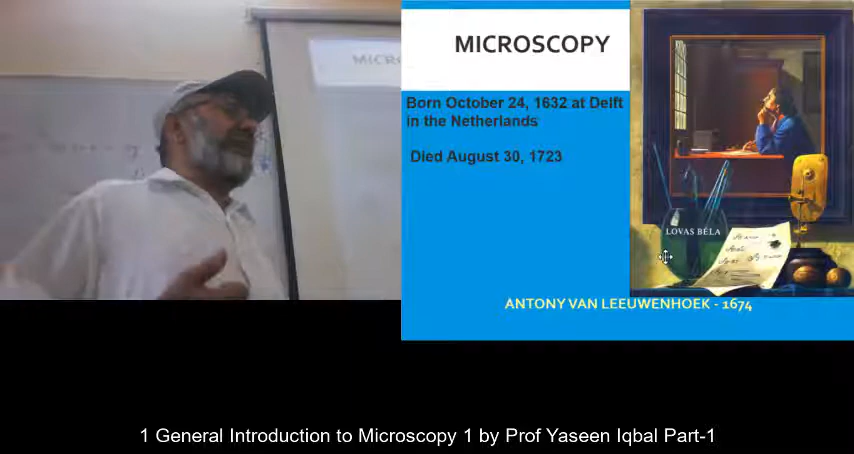 MICRO
MICROSCOPY
Born October 24, 1632 at Delft
in the Netherlands
Died August 30, 1723
LOVAS BÉLA
ANTONY VAN LEEUWENHOEK - 1674
1 General Introduction to Microscopy 1 by Prof Yaseen Iqbal Part-1